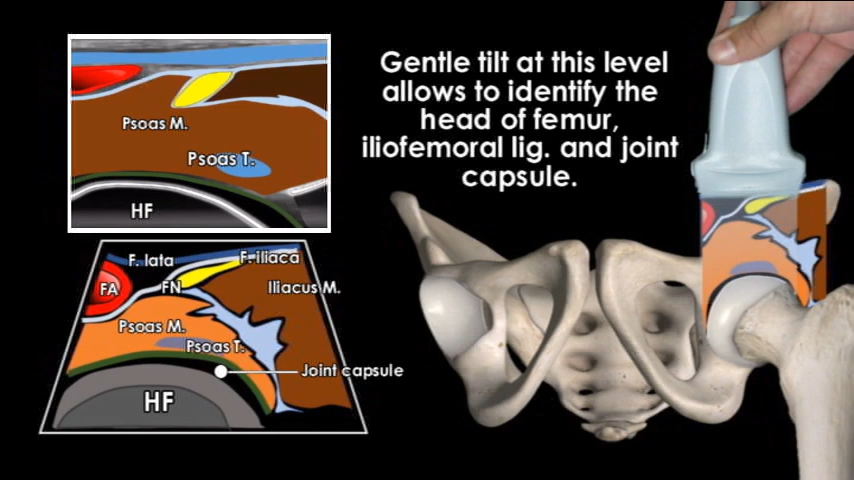 Gentle tilt at this level
allows to identify the
head of femur,
iliofemoral lig. and joint
capsule.
Psoas M.
Psoas T.
HF
F. lata
F. iliaca
FA
FN
Iliacus M.
Psoas M.
Psoas T.
Joint capsule
HF